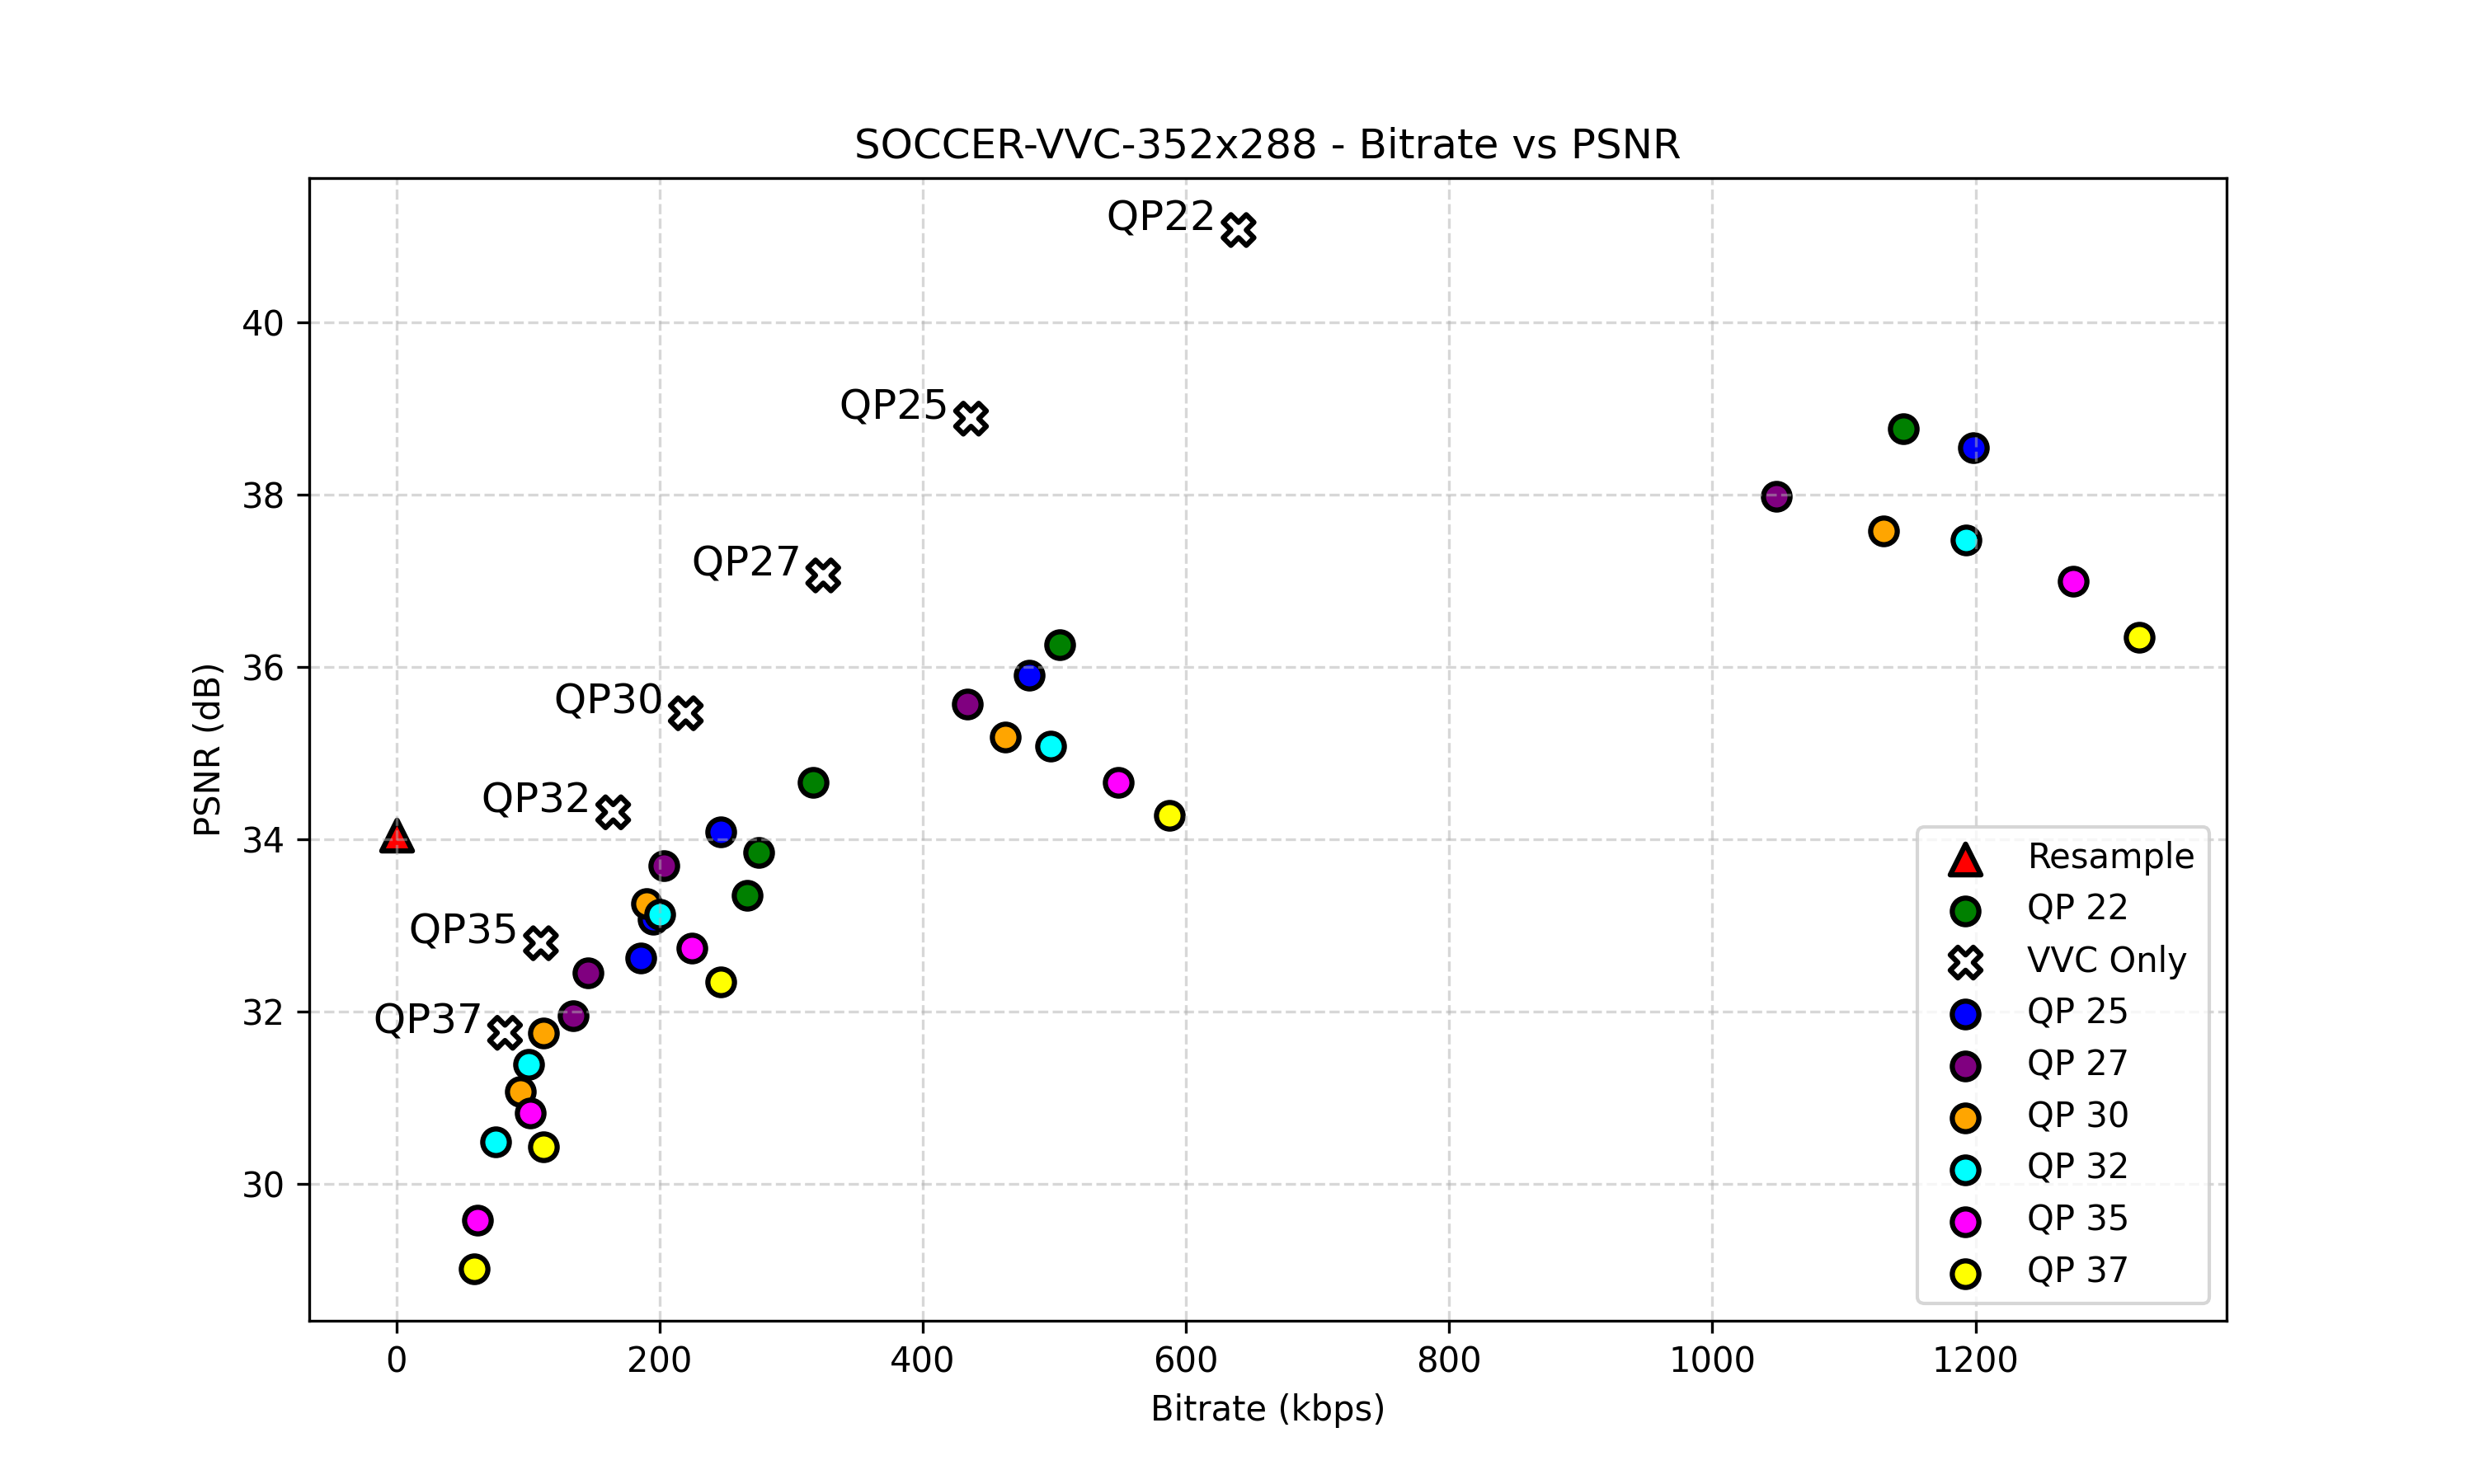 SOCCER-VVC-352x288 - Bitrate vs PSNR
QP22
40
QP25
38
QP27
36
QP30
PSNR (dB)
QP32
34
Resample
QP 22
QP35
VVC Only
32
QP37
QP 25
QP 27
QP 30
QP 32
30
QP 35
QP 37
0 200 400 600 800 1000 1200
Bitrate (kbps)